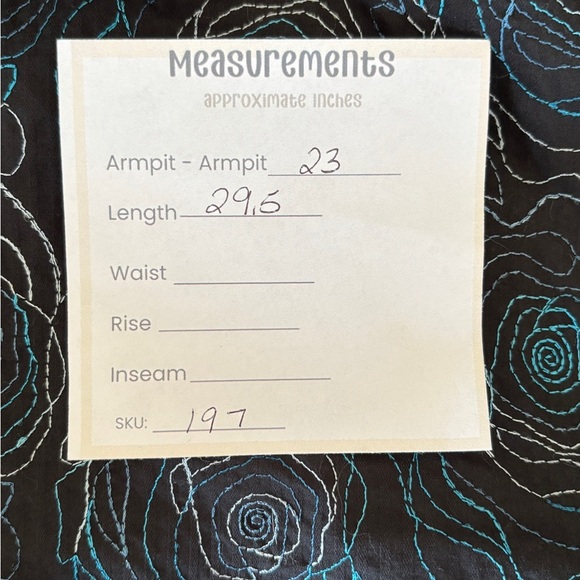 Measurements
approximate inches
Armpit - Armpit 23
Length 29.5
Waist
Rise
Inseam
SKU: 197